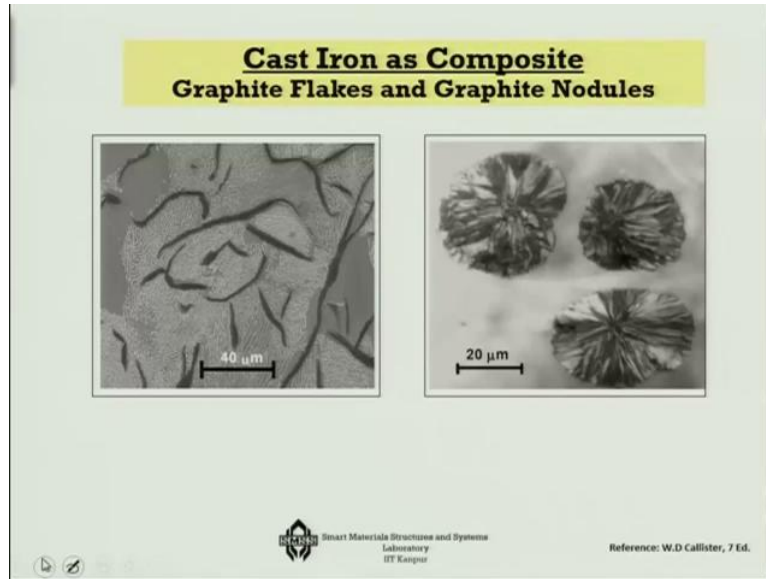 Cast Iron as Composite
Graphite Flakes and Graphite Nodules
40 µm
20 µm
Smart Materials Structures and Systems
Laboratory
IIT Kanpur
Reference: W.D Callister, 7 Ed.